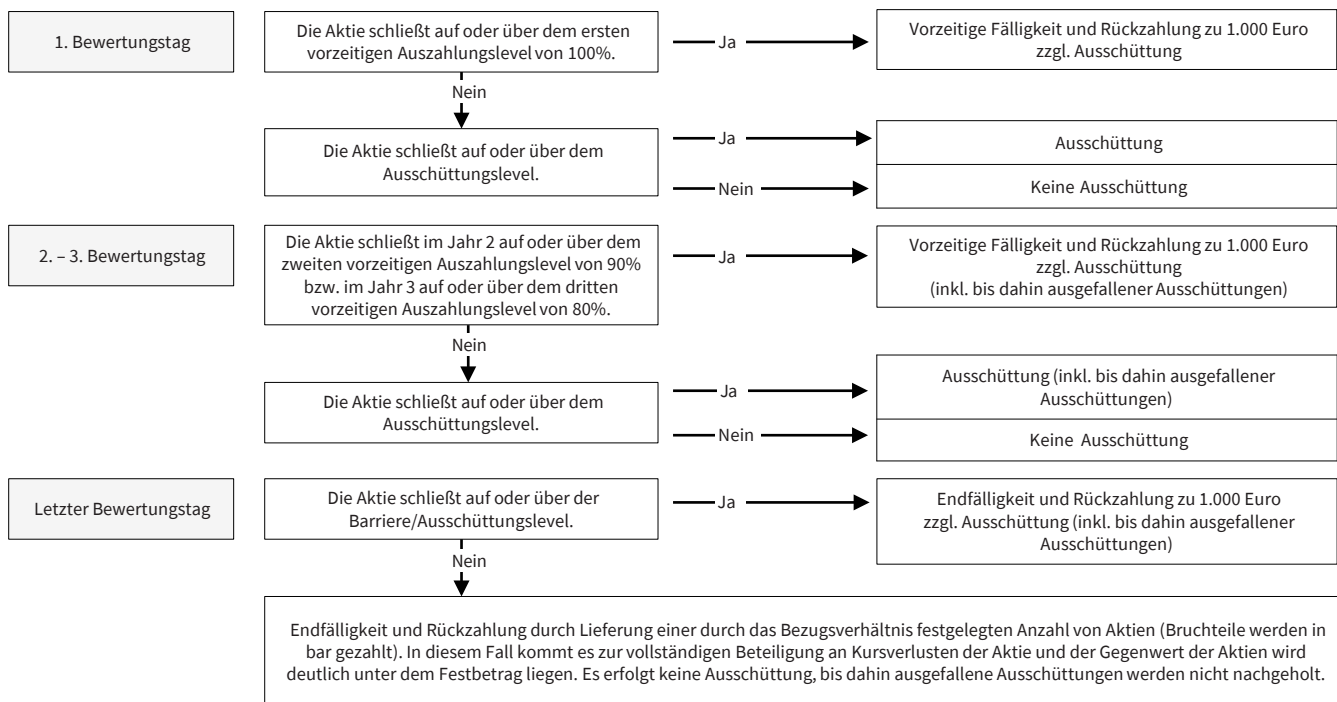 1. Bewertungstag
Die Aktie schließt auf oder über dem ersten
vorzeitigen Auszahlungslevel von 100%.
Ja
Vorzeitige Fälligkeit und Rückzahlung zu 1.000 Euro
zzgl. Ausschüttung
Nein
Die Aktie schließt auf oder über dem
Ausschüttungslevel.
Ja
Ausschüttung
Nein
Keine Ausschüttung
2. – 3. Bewertungstag
Die Aktie schließt im Jahr 2 auf oder über dem
zweiten vorzeitigen Auszahlungslevel von 90%
bzw. im Jahr 3 auf oder über dem dritten
vorzeitigen Auszahlungslevel von 80%.
Ja
Vorzeitige Fälligkeit und Rückzahlung zu 1.000 Euro
zzgl. Ausschüttung
(inkl. bis dahin ausgefallener Ausschüttungen)
Nein
Die Aktie schließt auf oder über dem
Ausschüttungslevel.
Ja
Ausschüttung (inkl. bis dahin ausgefallener
Ausschüttungen)
Nein
Keine Ausschüttung
Letzter Bewertungstag
Die Aktie schließt auf oder über der
Barriere/Ausschüttungslevel.
Ja
Endfälligkeit und Rückzahlung zu 1.000 Euro
zzgl. Ausschüttung (inkl. bis dahin ausgefallener
Ausschüttungen)
Nein
Endfälligkeit und Rückzahlung durch Lieferung einer durch das Bezugsverhältnis festgelegten Anzahl von Aktien (Bruchteile werden in
bar gezahlt). In diesem Fall kommt es zur vollständigen Beteiligung an Kursverlusten der Aktie und der Gegenwert der Aktien wird
deutlich unter dem Festbetrag liegen. Es erfolgt keine Ausschüttung, bis dahin ausgefallene Ausschüttungen werden nicht nachgeholt.